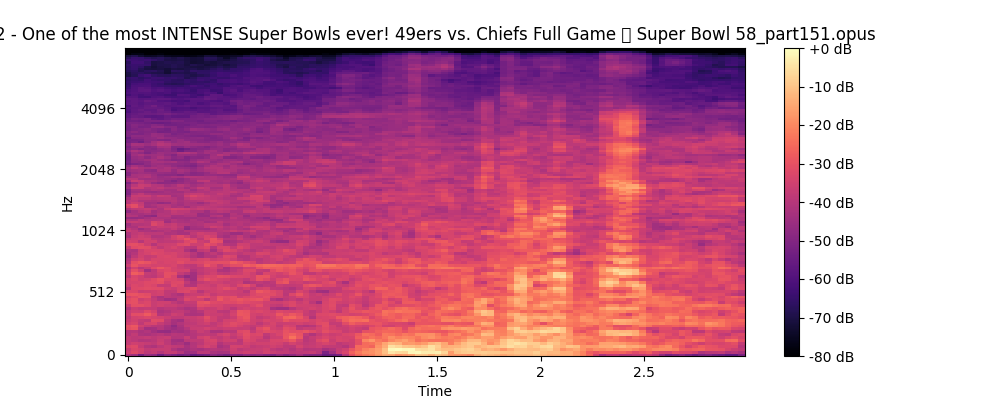 2 - One of the most INTENSE Super Bowls ever! 49ers vs. Chiefs Full Game Super Bowl 58_part151.opus
+0 dB
4096
-10 dB
-20 dB
2048
-30 dB
Hz
-40 dB
1024
-50 dB
512
-60 dB
-70 dB
0
-80 dB
0 0.5 1 1.5 2 2.5
Time